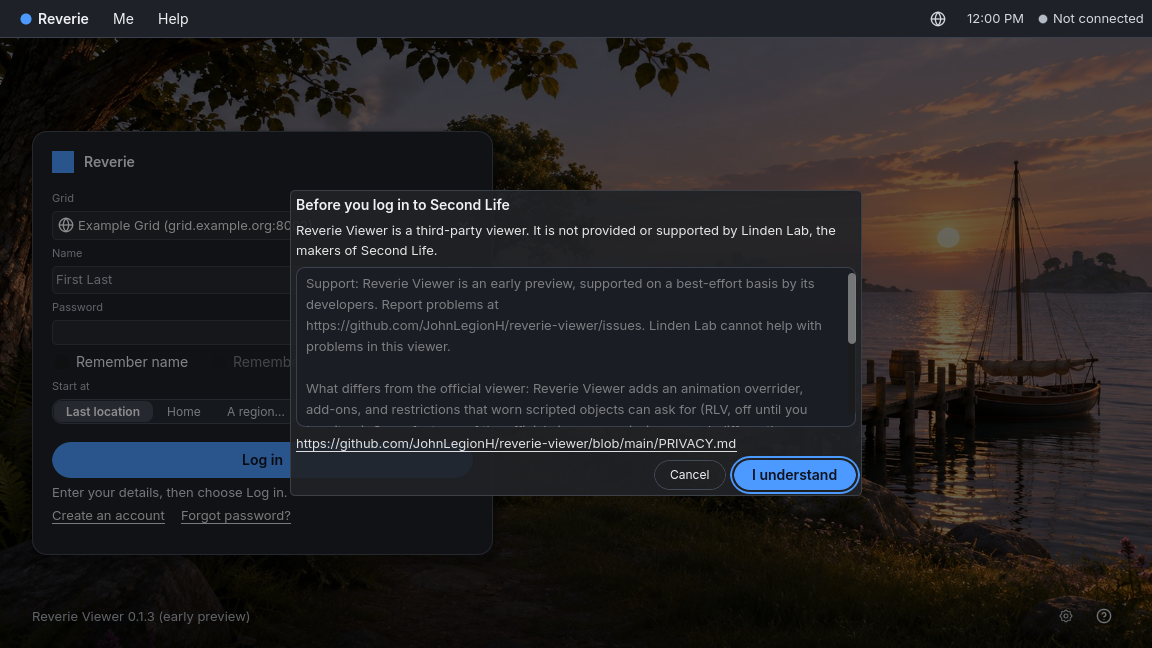 Reverie Me Help 12:00 PM Not connected
Reverie
Grid
Example Grid (grid.example.org:80
Name
First Last
Password
Remember name Rememb
Start at
Last location Home A region...
Log in
Enter your details, then choose Log in.
Create an account Forgot password?
Before you log in to Second Life
Reverie Viewer is a third-party viewer. It is not provided or supported by Linden Lab, the
makers of Second Life.
Support: Reverie Viewer is an early preview, supported on a best-effort basis by its
developers. Report problems at
https://github.com/JohnLegionH/reverie-viewer/issues. Linden Lab cannot help with
problems in this viewer.
What differs from the official viewer: Reverie Viewer adds an animation overrider,
add-ons, and restrictions that worn scripted objects can ask for (RLV, off until you
https://github.com/JohnLegionH/reverie-viewer/blob/main/PRIVACY.md
Cancel I understand
Reverie Viewer 0.1.3 (early preview)